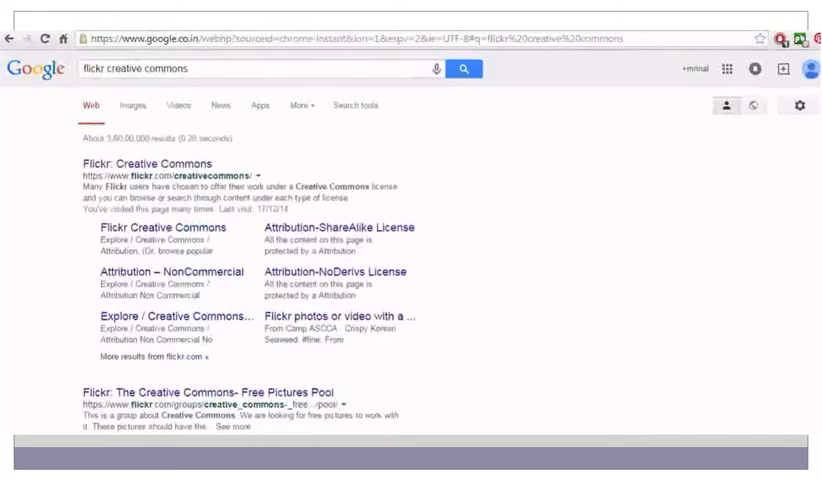 https://www.google.co.in/webhp?sourceid=chrome-instant&ion=1&espv=2&ie=UTF-8#q=flickr%20creative%20commons
Google
flickr creative commons
+mrinal
Web Images Videos News Apps More Search tools
About 3,60,00,000 results (0.28 seconds)
Flickr: Creative Commons
https://www.flickr.com/creativecommons/
Many Flickr users have chosen to offer their work under a Creative Commons license
and you can browse or search through content under each type of license
You've visited this page many times. Last visit: 17/12/14
Flickr Creative Commons
Explore / Creative Commons /
Attribution. (Or, browse popular
Attribution-ShareAlike License
All the content on this page is
protected by a Attribution
Attribution – NonCommercial
Explore / Creative Commons /
Attribution Non Commercial
Attribution-NoDerivs License
All the content on this page is
protected by a Attribution
Explore / Creative Commons...
Explore / Creative Commons /
Attribution Non Commercial No
Flickr photos or video with a ...
From Camp ASCCA Crispy Korean
Seaweed #fine, From
More results from flickr.com »
Flickr: The Creative Commons- Free Pictures Pool
https://www.flickr.com/groups/creative_commons-_free.../pool/
This is a group about Creative Commons. We are looking for free pictures to work with
it. These pictures should have the... See more